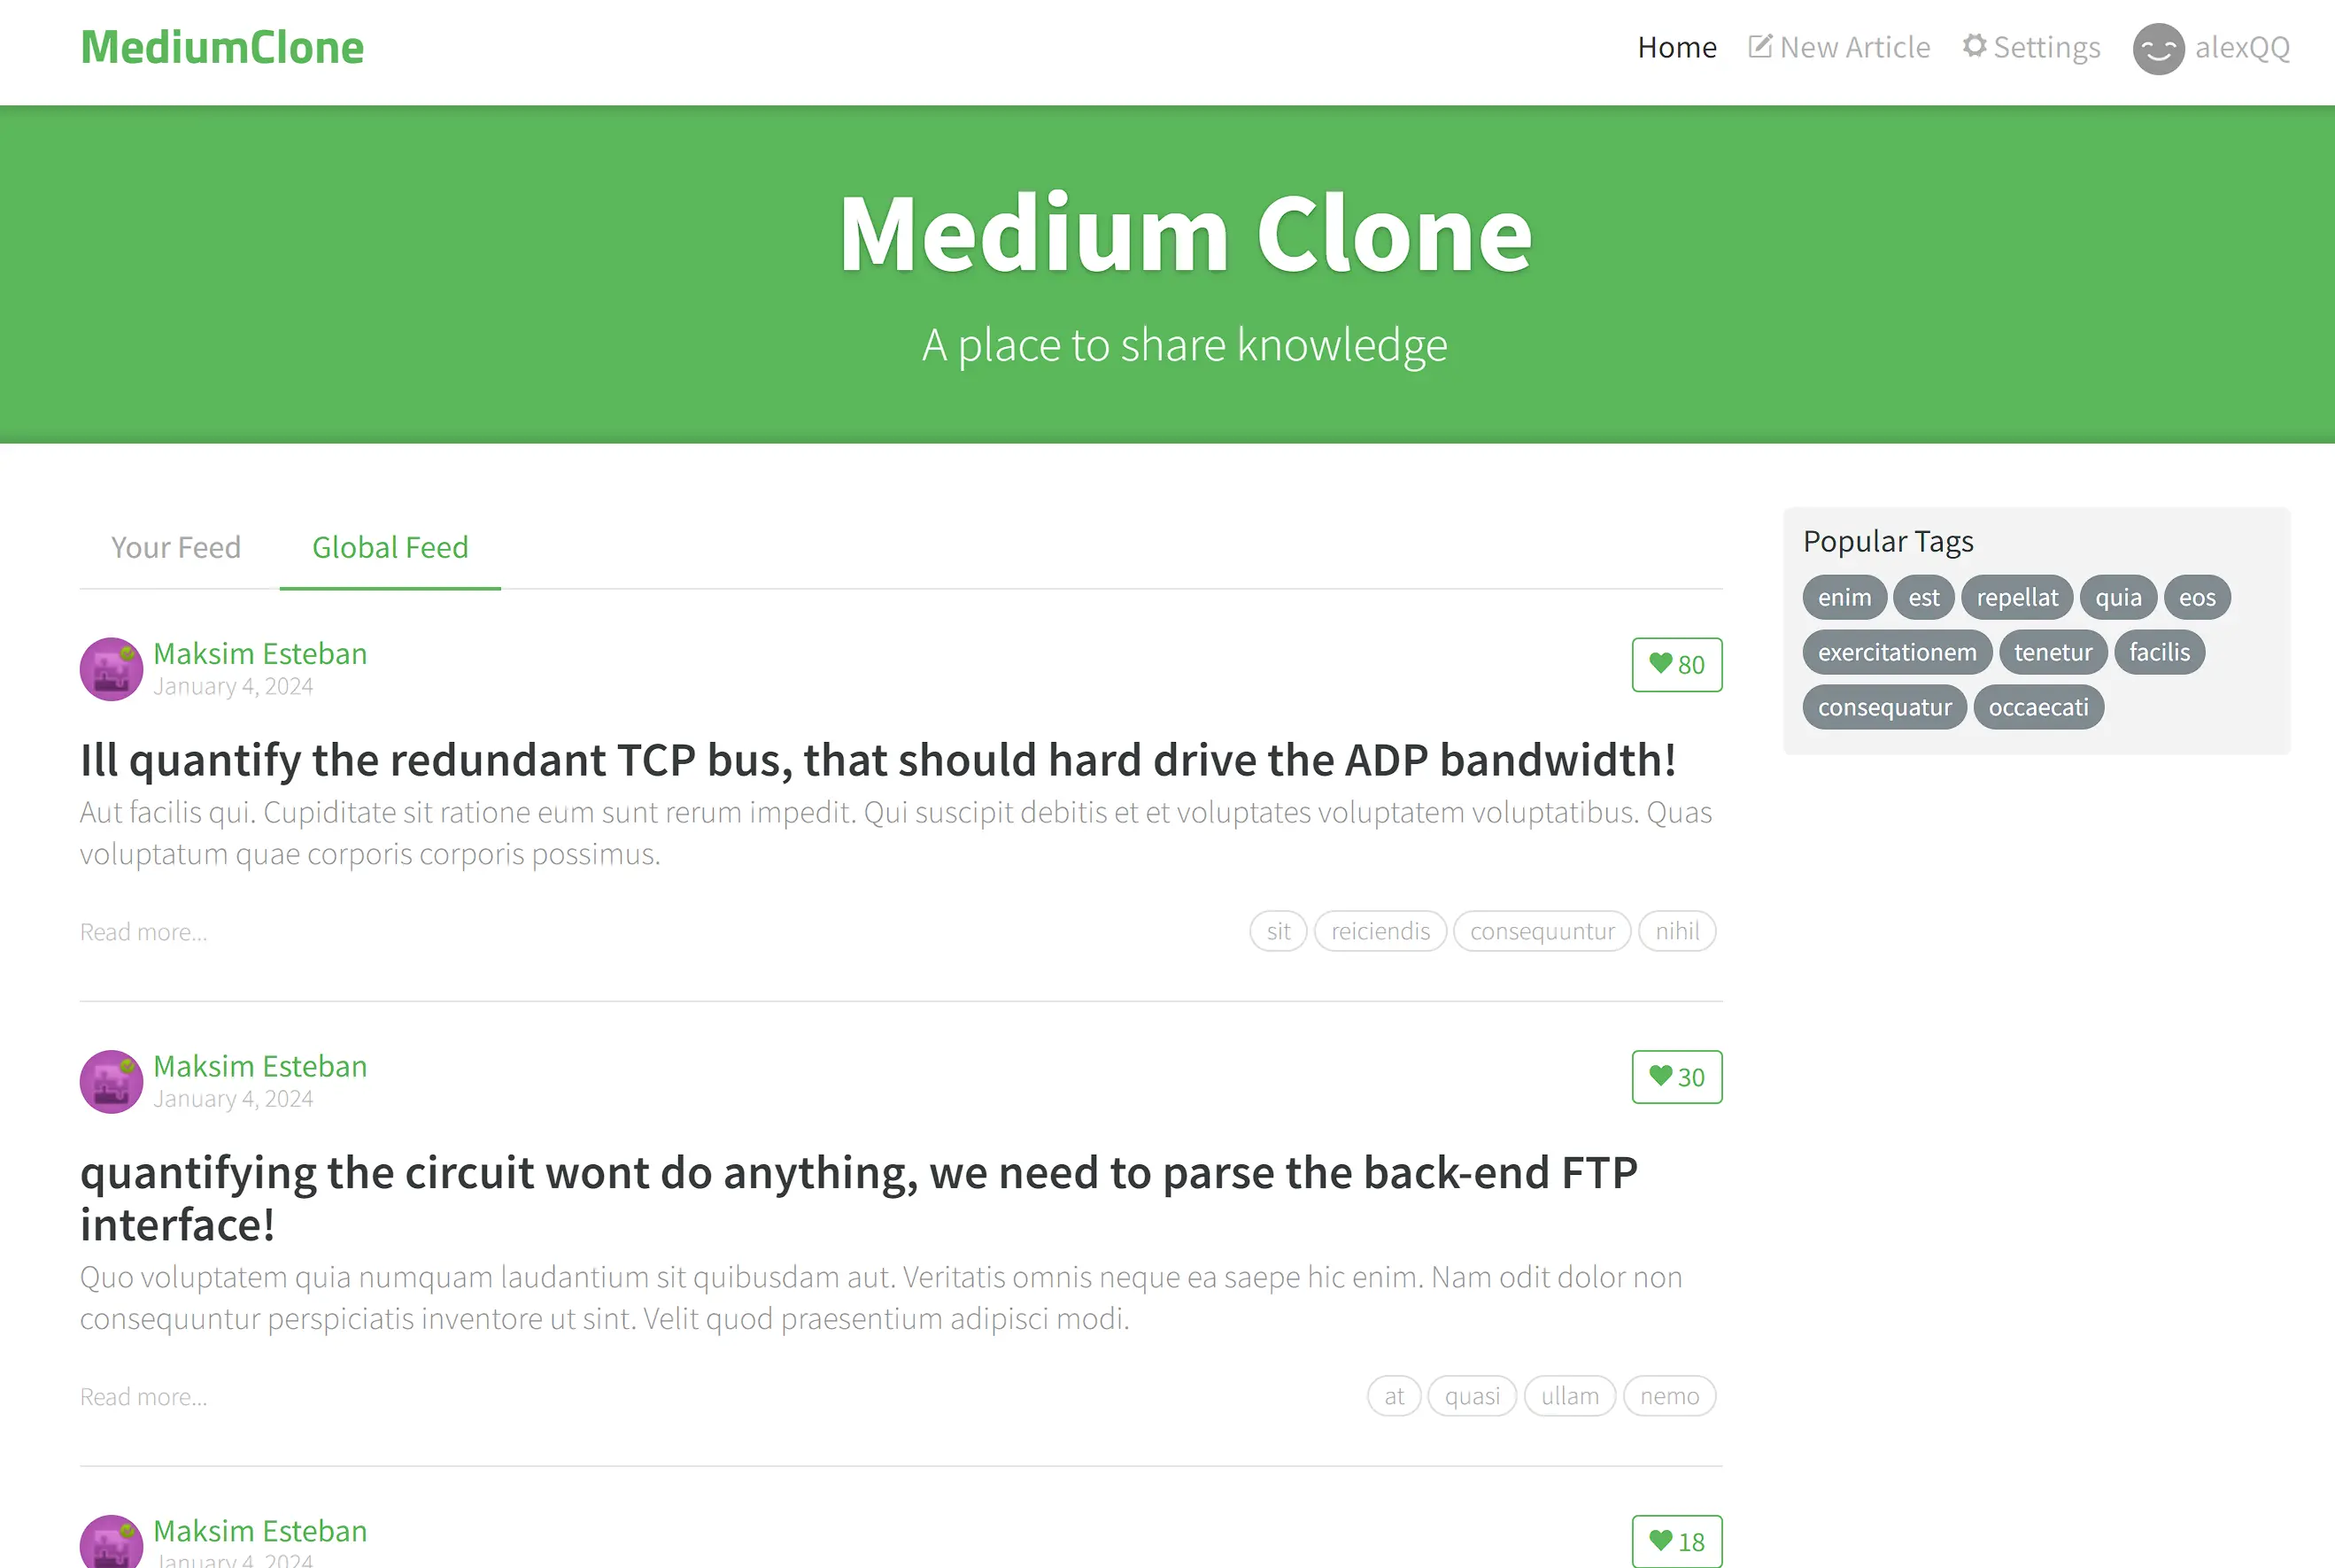 MediumClone
Home New Article Settings alexQQ
Medium Clone
A place to share knowledge
Your Feed Global Feed
Maksim Esteban
January 4, 2024
80
Ill quantify the redundant TCP bus, that should hard drive the ADP bandwidth!
Aut facilis qui. Cupiditate sit ratione eum sunt rerum impedit. Qui suscipit debitis et et voluptates voluptatem voluptatibus. Quas
voluptatum quae corporis corporis possimus.
Read more...
sit reiciendis consequuntur nihil
Maksim Esteban
January 4, 2024
30
quantifying the circuit wont do anything, we need to parse the back-end FTP
interface!
Quo voluptatem quia numquam laudantium sit quibusdam aut. Veritatis omnis neque ea saepe hic enim. Nam odit dolor non
consequuntur perspiciatis inventore ut sint. Velit quod praesentium adipisci modi.
Read more...
at quasi ullam nemo
Maksim Esteban
January 4, 2024
18
Popular Tags
enim est repellat quia eos
exercitationem tenetur facilis
consequatur occaecati